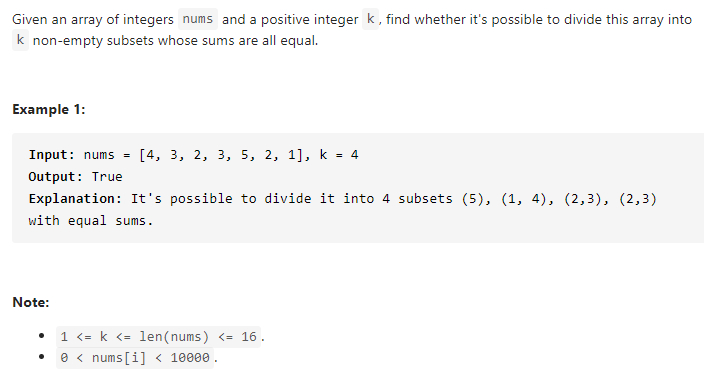 Given an array of integers nums and a positive integer k, find whether it's possible to divide this array into
k non-empty subsets whose sums are all equal.
Example 1:
Input: nums = [4, 3, 2, 3, 5, 2, 1], k = 4
Output: True
Explanation: It's possible to divide it into 4 subsets (5), (1, 4), (2,3), (2,3)
with equal sums.
Note:
• 1 <= k <= len(nums) <= 16.
• 0 < nums[i] < 10000.